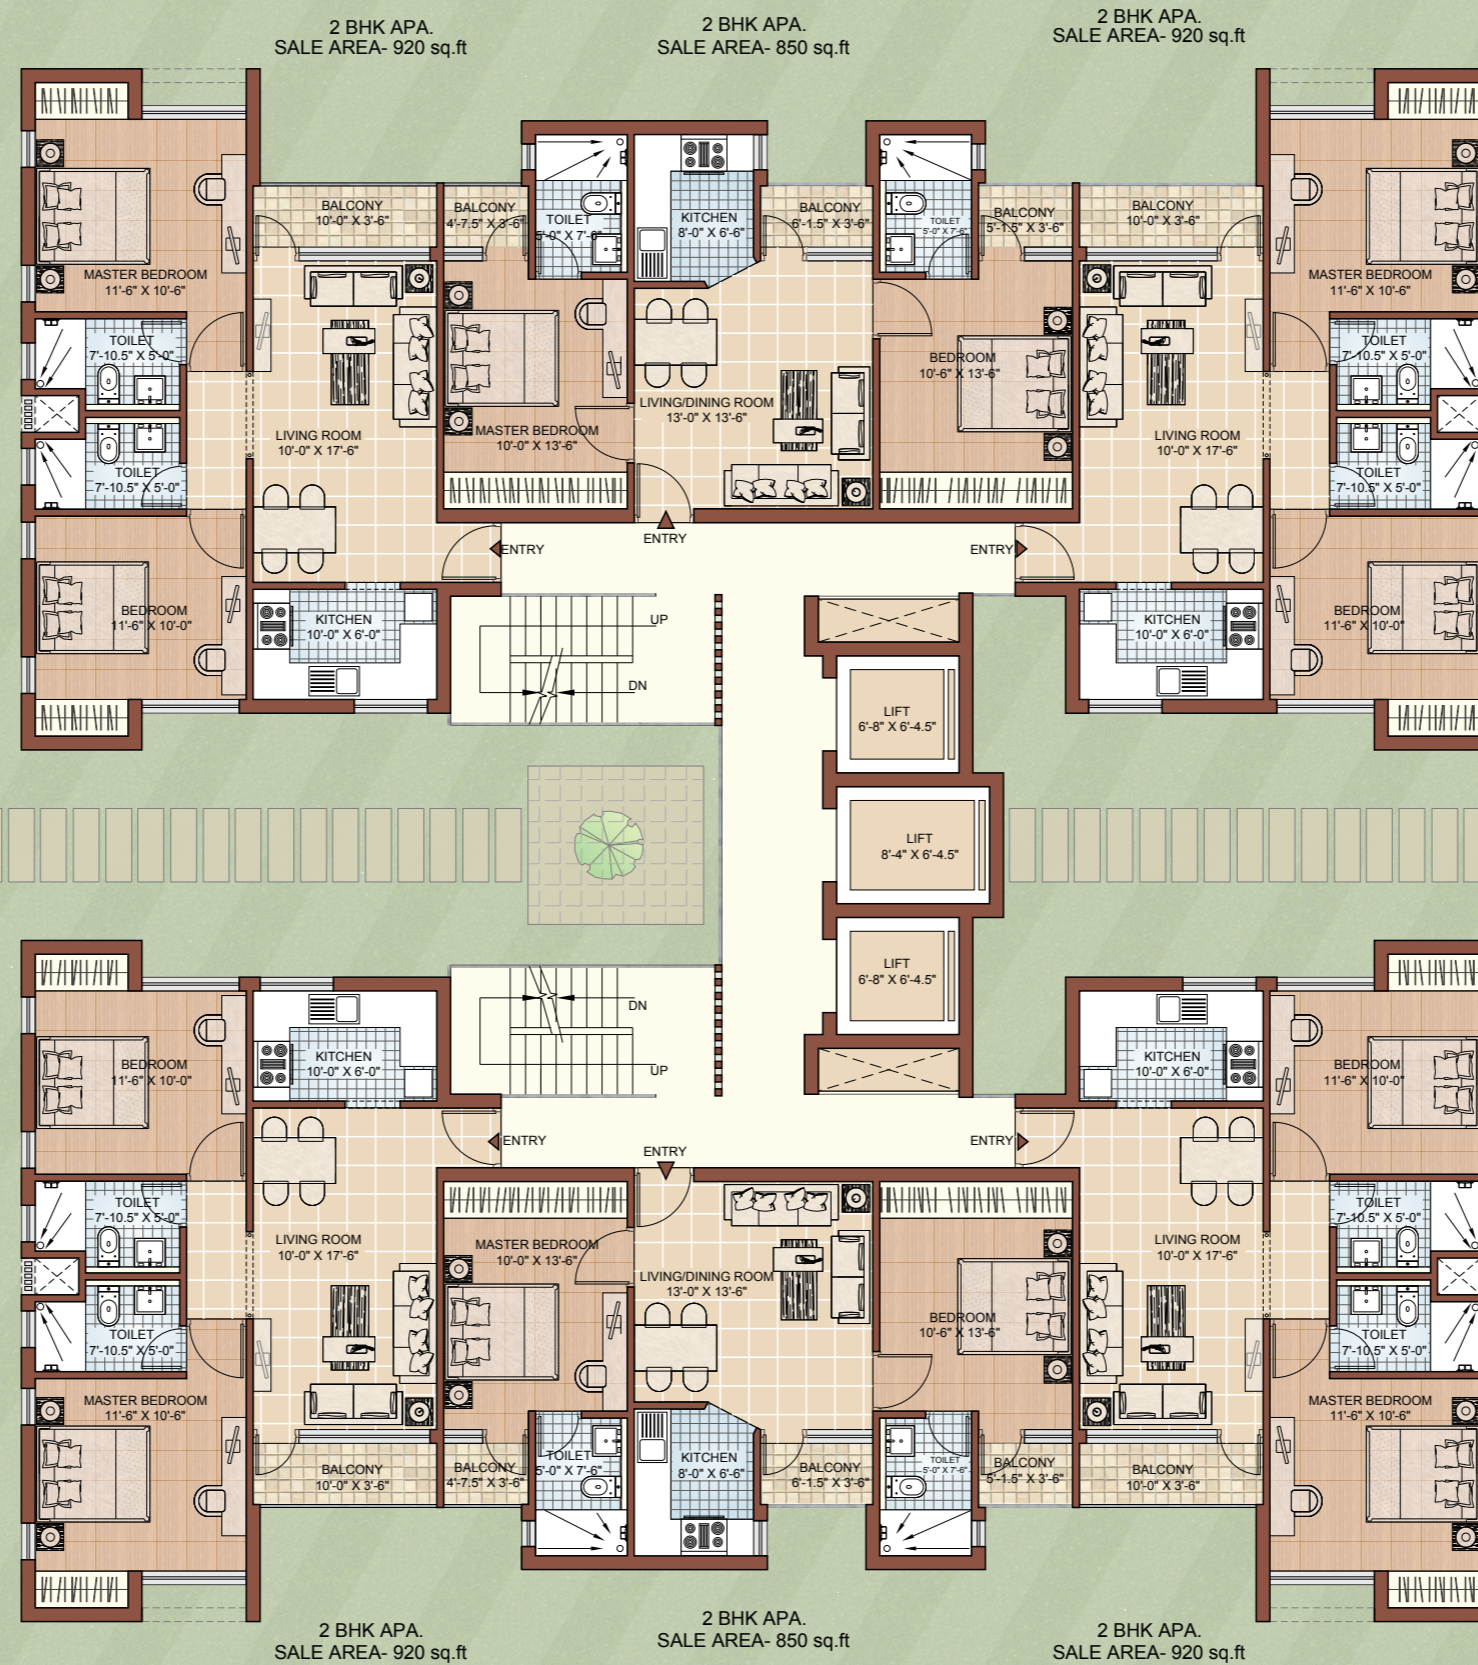 2 BHK APA.
SALE AREA- 920 sq.ft
2 BHK APA.
SALE AREA- 850 sq.ft
2 BHK APA.
SALE AREA- 920 sq.ft
MASTER BEDROOM
11'-6" X 10'-6"
BALCONY
10'-0" X 3'-6"
BALCONY
4'-7.5" X 3'-6"
TOILET
5'-0" X 7'-6"
KITCHEN
8'-0" X 6'-6"
BALCONY
6'-1.5" X 3'-6"
TOILET
5'-0" X 7'-6"
BALCONY
5'-1.5" X 3'-6"
BALCONY
10'-0" X 3'-6"
MASTER BEDROOM
11'-6" X 10'-6"
TOILET
7'-10.5" X 5'-0"
TOILET
7'-10.5" X 5'-0"
LIVING ROOM
10'-0" X 17'-6"
MASTER BEDROOM
10'-0" X 13'-6"
LIVING/DINING ROOM
13'-0" X 13'-6"
BEDROOM
10'-6" X 13'-6"
LIVING ROOM
10'-0" X 17'-6"
TOILET
7'-10.5" X 5'-0"
TOILET
7'-10.5" X 5'-0"
ENTRY
ENTRY
ENTRY
BEDROOM
11'-6" X 10'-0"
KITCHEN
10'-0" X 6'-0"
UP
DN
KITCHEN
10'-0" X 6'-0"
BEDROOM
11'-6" X 10'-0"
LIFT
6'-8" X 6'-4.5"
LIFT
8'-4" X 6'-4.5"
LIFT
6'-8" X 6'-4.5"
BEDROOM
11'-6" X 10'-0"
KITCHEN
10'-0" X 6'-0"
DN
UP
KITCHEN
10'-0" X 6'-0"
BEDROOM
11'-6" X 10'-0"
ENTRY
ENTRY
ENTRY
TOILET
7'-10.5" X 5'-0"
TOILET
7'-10.5" X 5'-0"
LIVING ROOM
10'-0" X 17'-6"
MASTER BEDROOM
10'-0" X 13'-6"
LIVING/DINING ROOM
13'-0" X 13'-6"
BEDROOM
10'-6" X 13'-6"
LIVING ROOM
10'-0" X 17'-6"
TOILET
7'-10.5" X 5'-0"
TOILET
7'-10.5" X 5'-0"
MASTER BEDROOM
11'-6" X 10'-6"
BALCONY
10'-0" X 3'-6"
BALCONY
4'-7.5" X 3'-6"
TOILET
5'-0" X 7'-6"
KITCHEN
8'-0" X 6'-6"
BALCONY
6'-1.5" X 3'-6"
TOILET
5'-0" X 7'-6"
BALCONY
5'-1.5" X 3'-6"
BALCONY
10'-0" X 3'-6"
MASTER BEDROOM
11'-6" X 10'-6"
2 BHK APA.
SALE AREA- 920 sq.ft
2 BHK APA.
SALE AREA- 850 sq.ft
2 BHK APA.
SALE AREA- 920 sq.ft